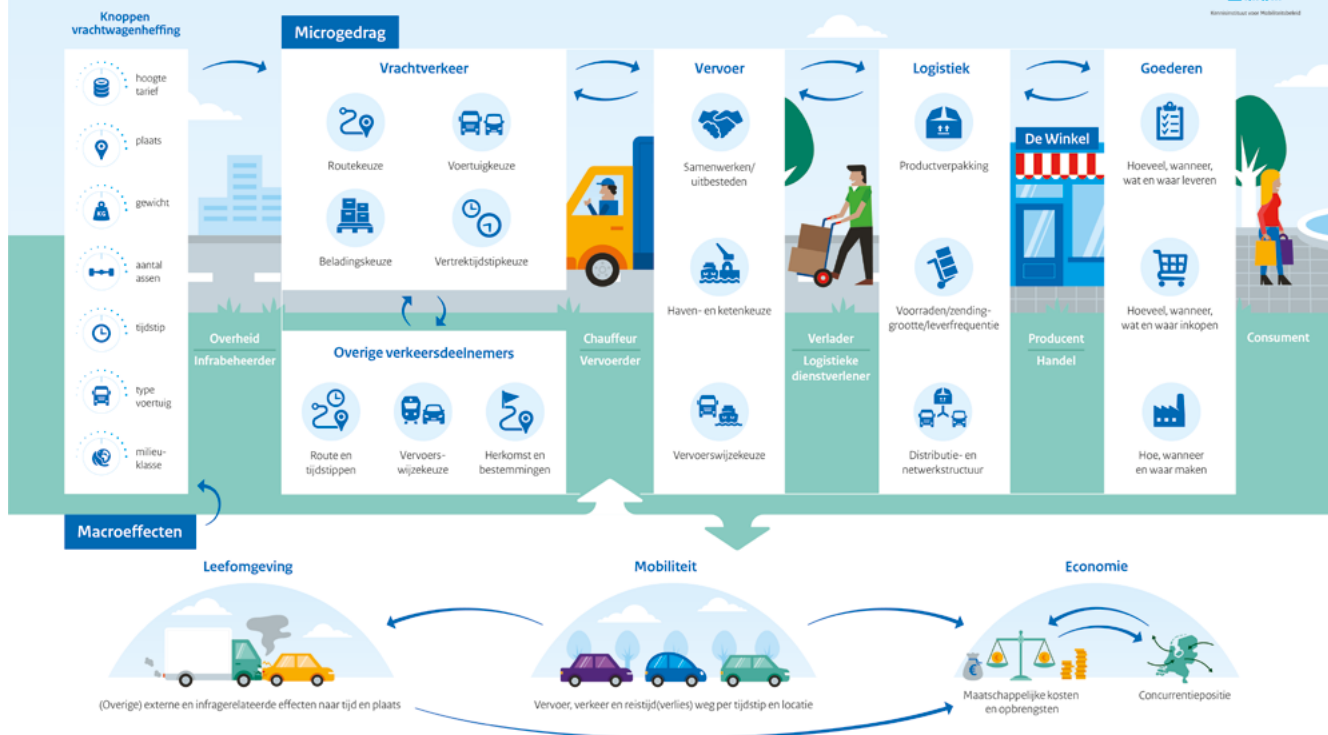 Knoppen
vrachtwagenheffing
Kennisinstituut voor Mobiliteitsbeleid
Microgedrag
hoogte
tarief
plaats
gewicht
KG
aantal
assen
tijdstip
type
voertuig
milieu-
klasse
Overheid
Infrabeheerder
Vrachtverkeer
Routekeuze
Voertuigkeuze
Beladingskeuze
Vertrektijdstipkeuze
Overige verkeersdeelnemers
Route en
tijdstippen
Vervoers-
wijzekeuze
Herkomst en
bestemmingen
Chauffeur
Vervoerder
Vervoer
Samenwerken/
uitbesteden
Haven- en ketenkeuze
Vervoerswijzekeuze
Verlader
Logistieke
dienstverlener
Logistiek
Productverpakking
Voorraden/zending-
grootte/leverfrequentie
Distributie- en
netwerkstructuur
De Winkel
Producent
Handel
Goederen
Hoeveel, wanneer,
wat en waar leveren
Hoeveel, wanneer,
wat en waar inkopen
Hoe, wanneer
en waar maken
Consument
Macroeffecten
Leefomgeving
(Overige) externe en infragerelateerde effecten naar tijd en plaats
Mobiliteit
Vervoer, verkeer en reistijd(verlies) weg per tijdstip en locatie
Economie
€
€
€
Maatschappelijke kosten
en opbrengsten
Concurrentiepositie